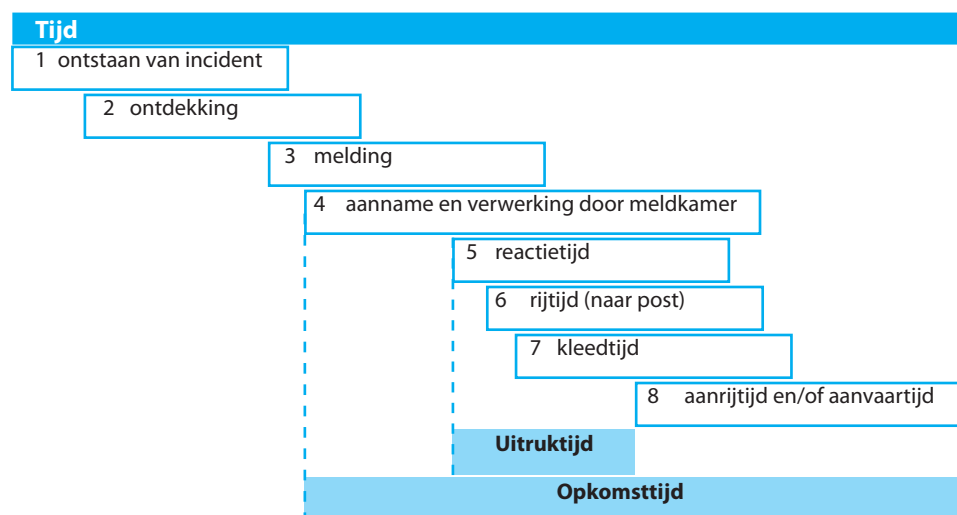 Tijd
1 ontstaan van incident
2 ontdekking
3 melding
4 aanname en verwerking door meldkamer
5 reactietijd
6 rijtijd (naar post)
7 kleedtijd
8 aanrijtijd en/of aanvaartijd
Uitruktijd
Opkomsttijd